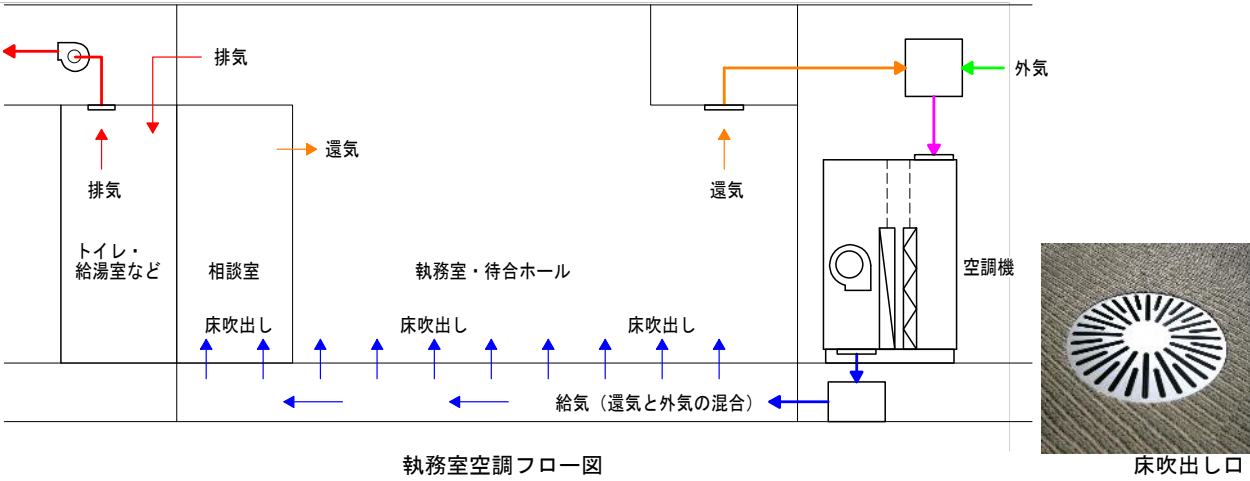 排気
外気
還気
排気
還気
トイレ・
給湯室など
相談室
執務室・待合ホール
空調機
床吹出し
床吹出し
床吹出し
給気（還気と外気の混合）
執務室空調フロー図
床吹出し口